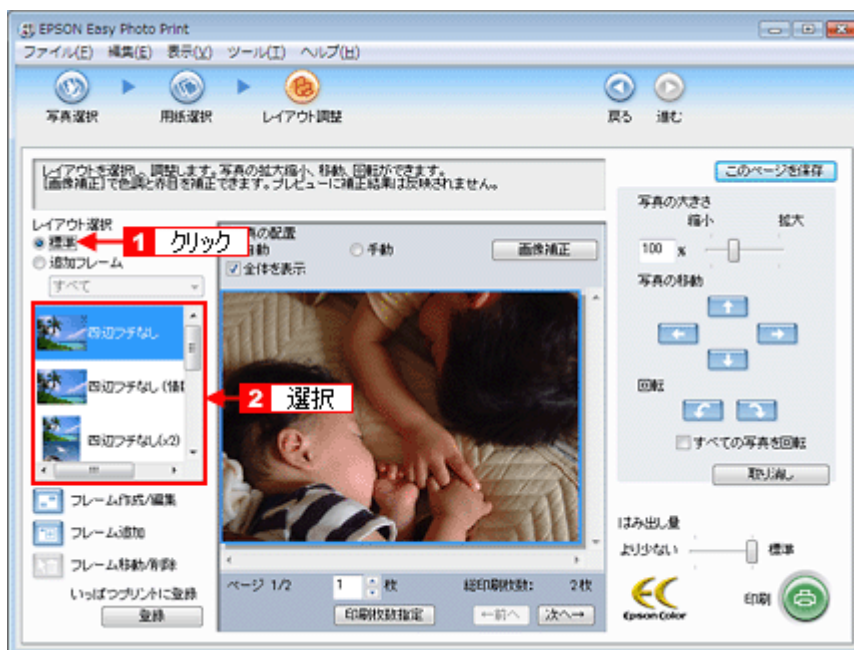 EPSON Easy Photo Print
ファイル(F) 編集(E) 表示(V) ツール(T) ヘルプ(H)
写真選択 用紙選択 レイアウト調整 戻る 進む
レイアウトを選択し、調整します。写真の拡大縮小、移動、回転ができます。
[画像補正]で色調と赤目を補正できます。プレビューに補正結果は反映されません。
このページを保存
レイアウト選択
標準
1 クリック
追加フレーム
すべて
四辺フチなし
四辺フチなし(x2)
2 選択
フレーム作成/編集
フレーム追加
フレーム移動/削除
いっぱつプリントに登録
登録
の配置
手動
画像補正
全体を表示
ページ 1/2 1 枚 総印刷枚数: 2枚
印刷枚数指定 ←前へ 次へ→
写真の大きさ
縮小 拡大
100 %
写真の移動
回転
すべての写真を回転
取り消し
はみ出し量
より少ない 標準
Epson Color
印刷